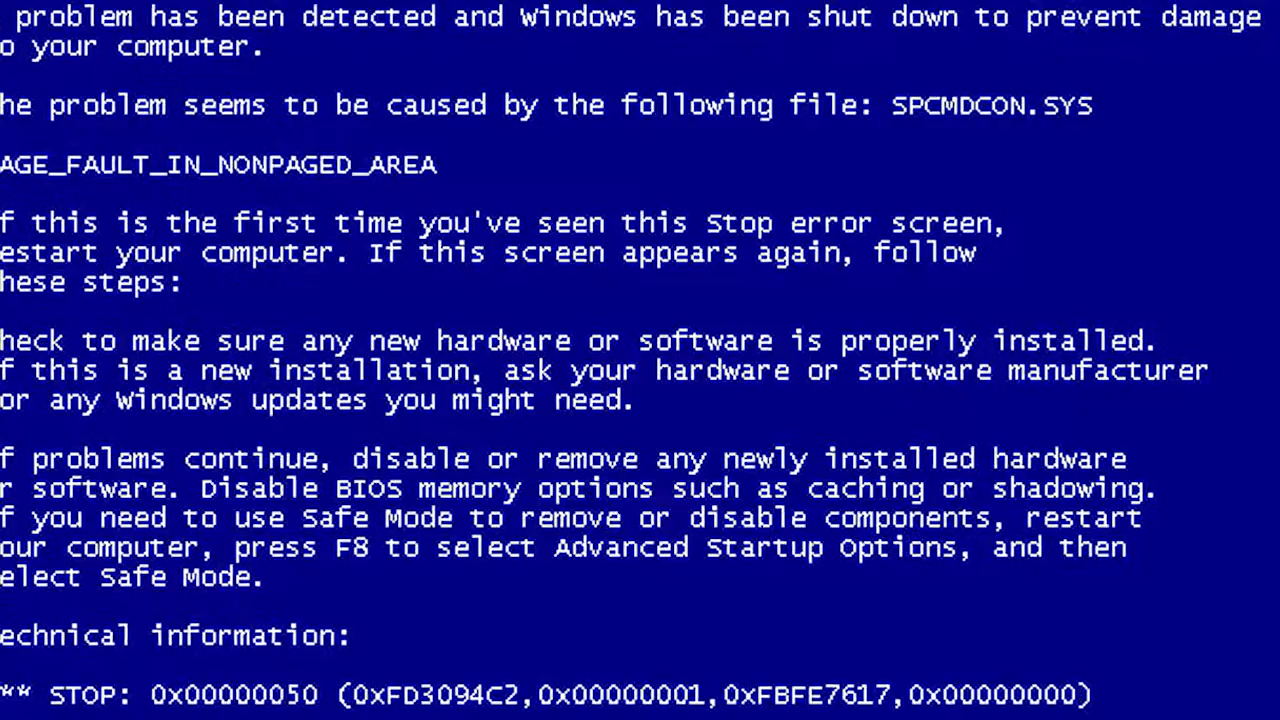 problem has been detected and Windows has been shut down to prevent damage
o your computer.
he problem seems to be caused by the following file: SPCMDCON.SYS
AGE_FAULT_IN_NONPAGED_AREA
f this is the first time you've seen this Stop error screen,
estart your computer. If this screen appears again, follow
hese steps:
heck to make sure any new hardware or software is properly installed.
f this is a new installation, ask your hardware or software manufacturer
or any Windows updates you might need.
f problems continue, disable or remove any newly installed hardware
r software. Disable BIOS memory options such as caching or shadowing.
f you need to use Safe Mode to remove or disable components, restart
our computer, press F8 to select Advanced Startup Options, and then
elect Safe Mode.
echnical information:
** STOP: 0x00000050 (0xFD3094C2,0x00000001,0xFBFE7617,0x00000000)